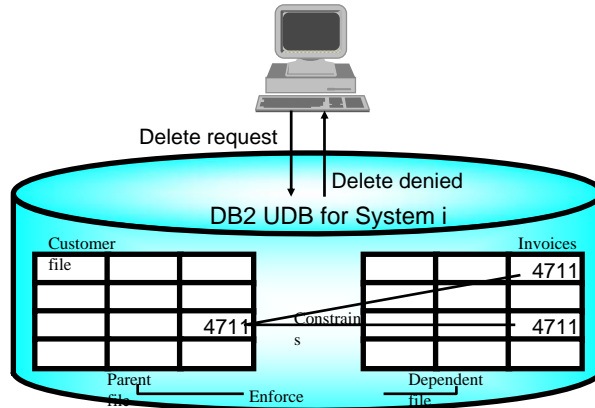 Delete request
Delete denied
DB2 UDB for System i
Customer
file
Invoices
4711
4711
Constrain
s
4711
Parent
file
Enforce
Dependent
file